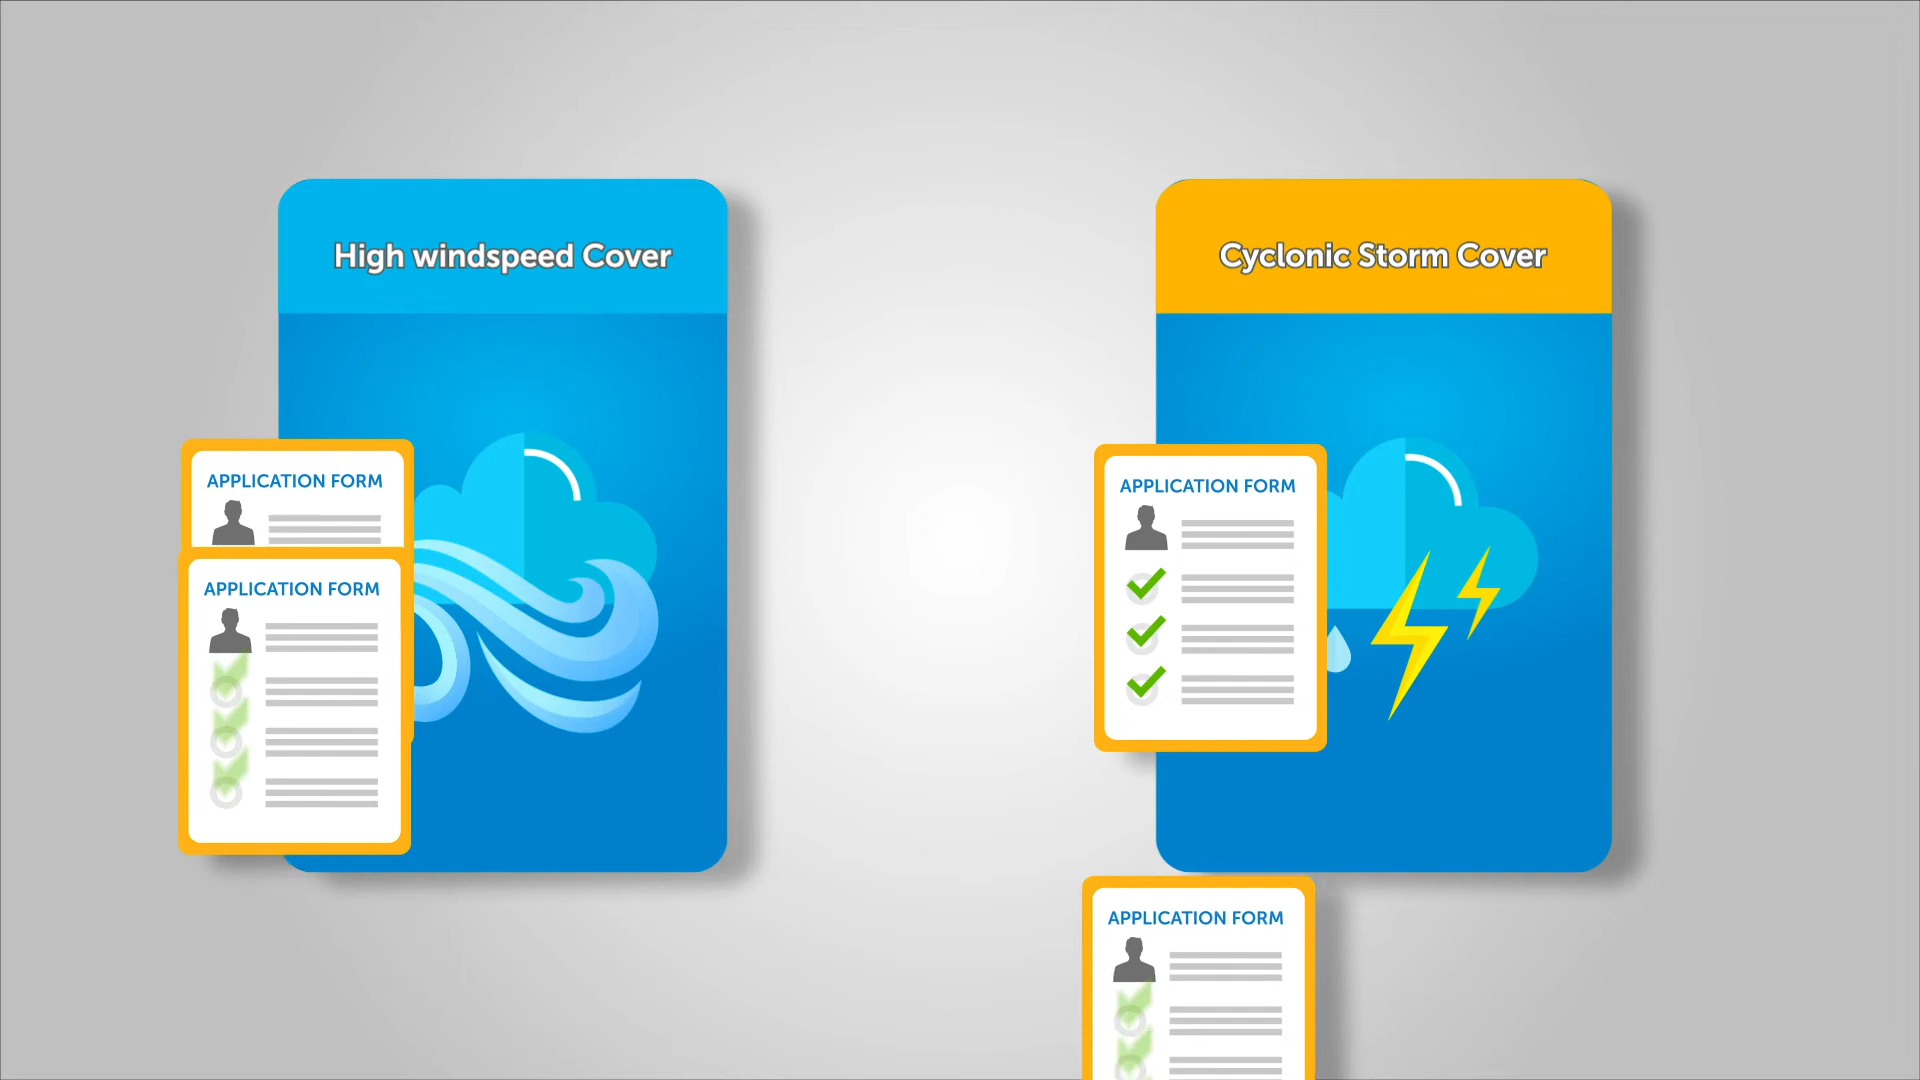 High windspeed Cover
APPLICATION FORM
APPLICATION FORM
Cyclonic Storm Cover
APPLICATION FORM
APPLICATION FORM